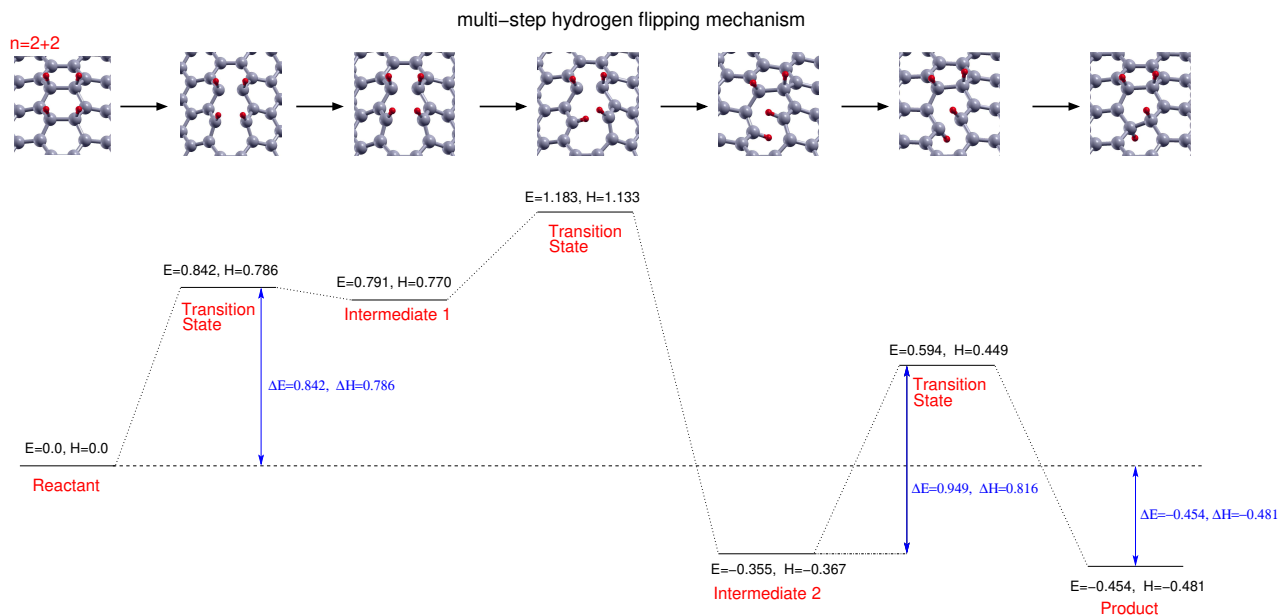 multi−step hydrogen flipping mechanism
n=2+2
E=1.183, H=1.133
Transition
State
E=0.842, H=0.786
Transition
State
E=0.791, H=0.770
Intermediate 1
E=0.594,  H=0.449
Transition
State
ΔE=0.842,  ΔH=0.786
E=0.0, H=0.0
Reactant
ΔE=0.949,  ΔH=0.816
ΔE=−0.454, ΔH=−0.481
E=−0.355,  H=−0.367
Intermediate 2
E=−0.454,  H=−0.481
Product